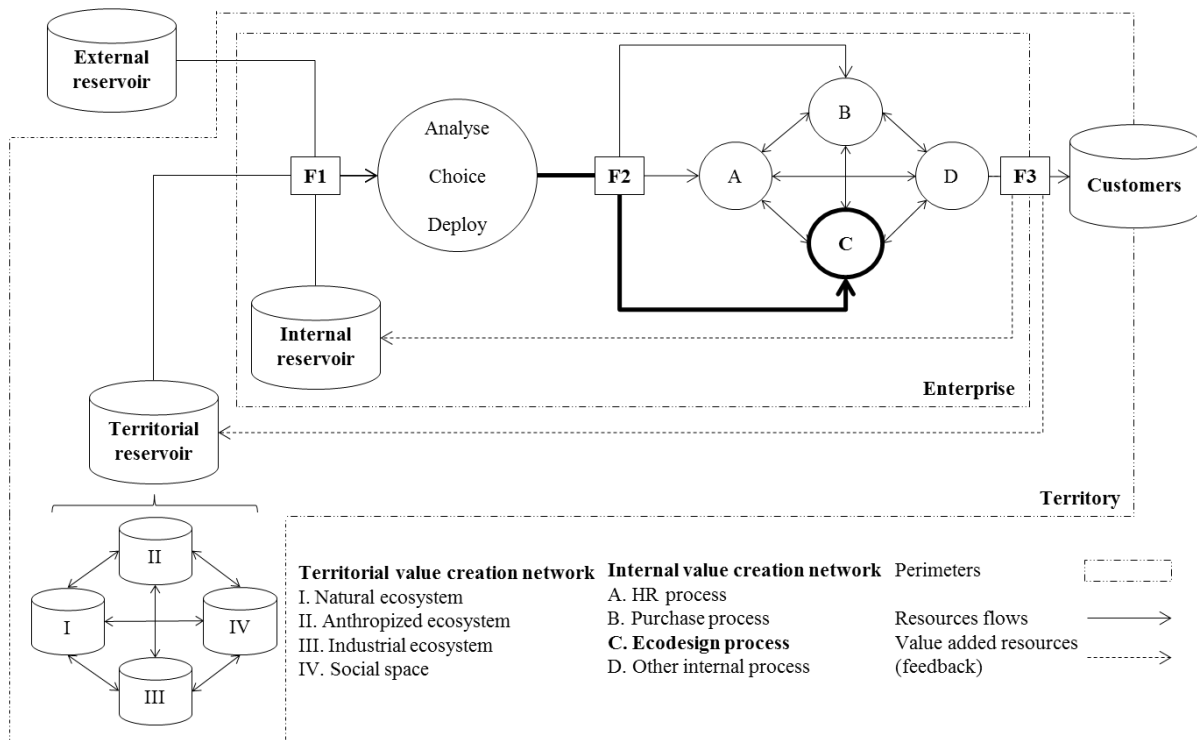 External
reservoir
Analyse
Choice
Deploy
F1
F2
A
B
C
D
F3
Customers
Internal
reservoir
Enterprise
Territorial
reservoir
Territory
I
II
III
IV
Territorial value creation network
I. Natural ecosystem
II. Anthropized ecosystem
III. Industrial ecosystem
IV. Social space
Internal value creation network
A. HR process
B. Purchase process
C. Ecodesign process
D. Other internal process
Perimeters
Resources flows
Value added resources
(feedback)